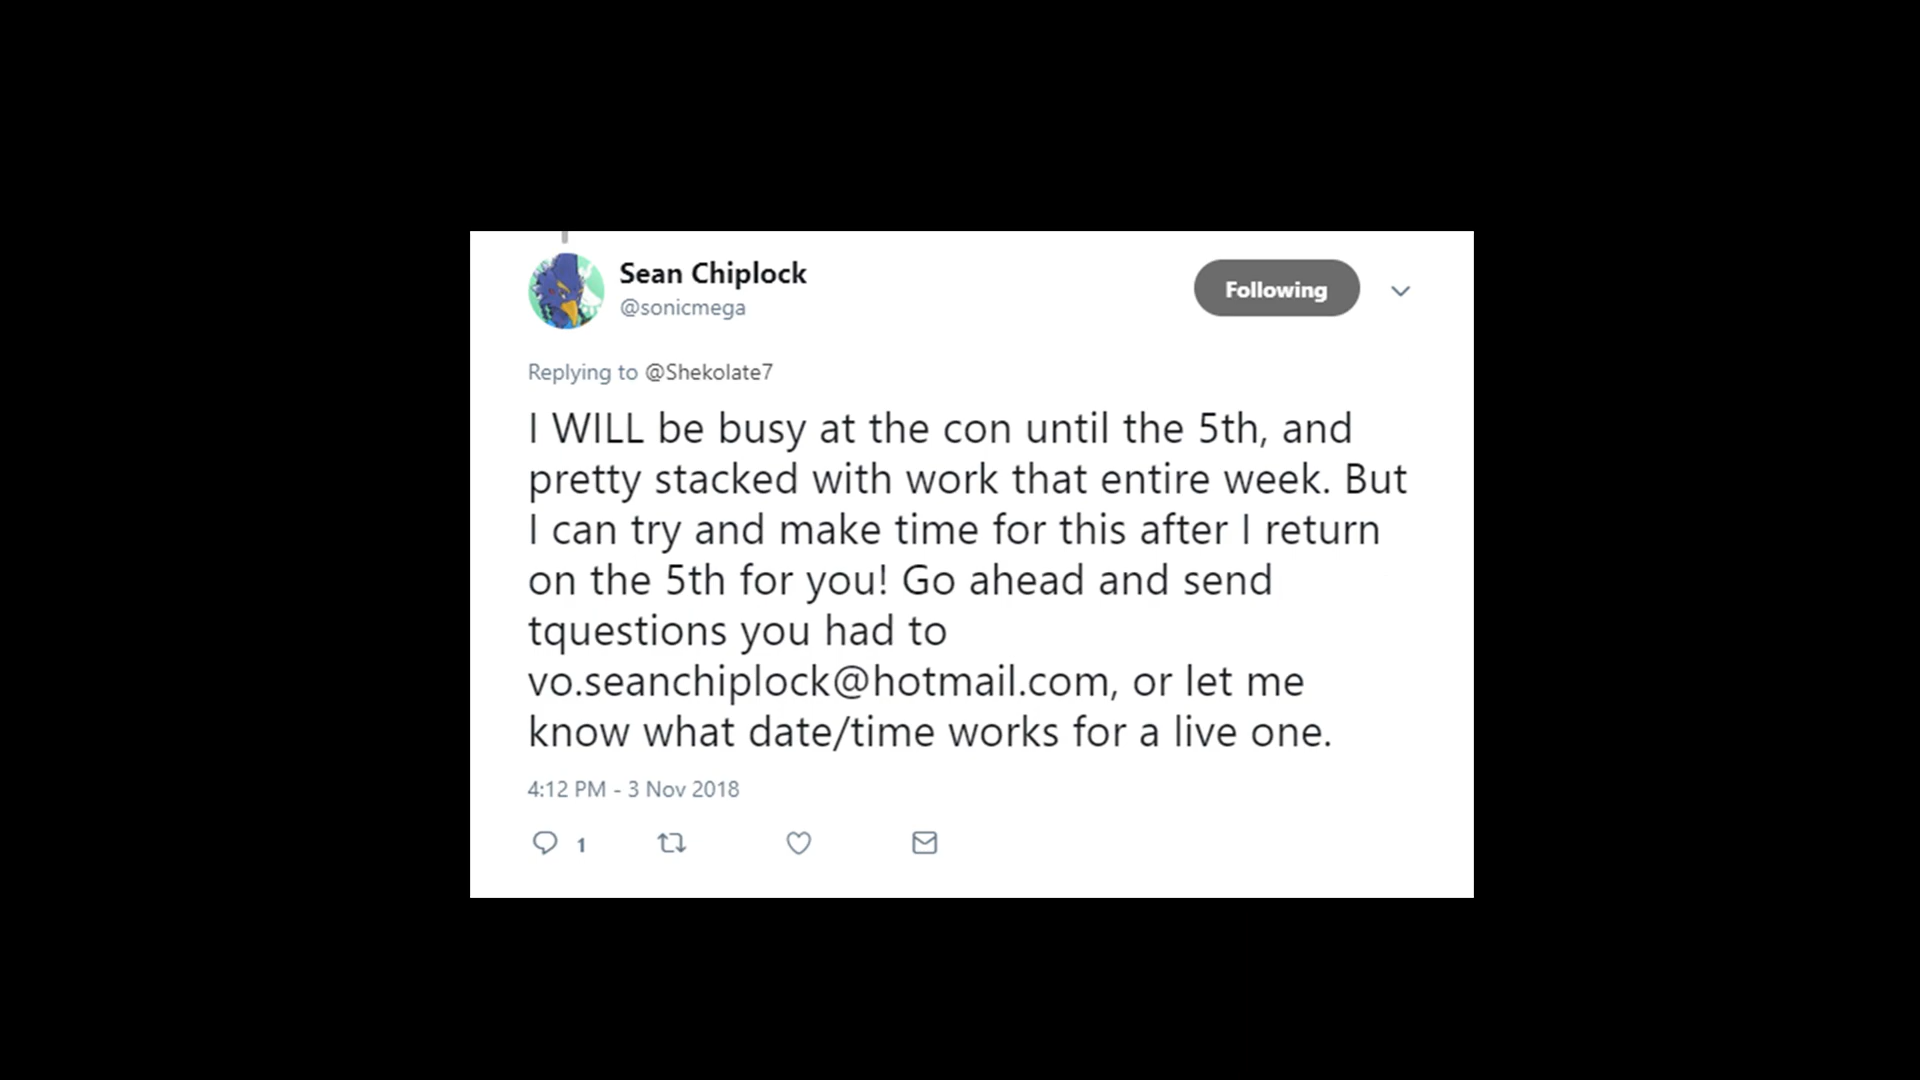 Sean Chiplock
@sonicmega
Following
Replying to @Shekolate7
I WILL be busy at the con until the 5th, and
pretty stacked with work that entire week. But
I can try and make time for this after I return
on the 5th for you! Go ahead and send
tquestions you had to
vo.seanchiplock@hotmail.com, or let me
know what date/time works for a live one.
4:12 PM - 3 Nov 2018
1